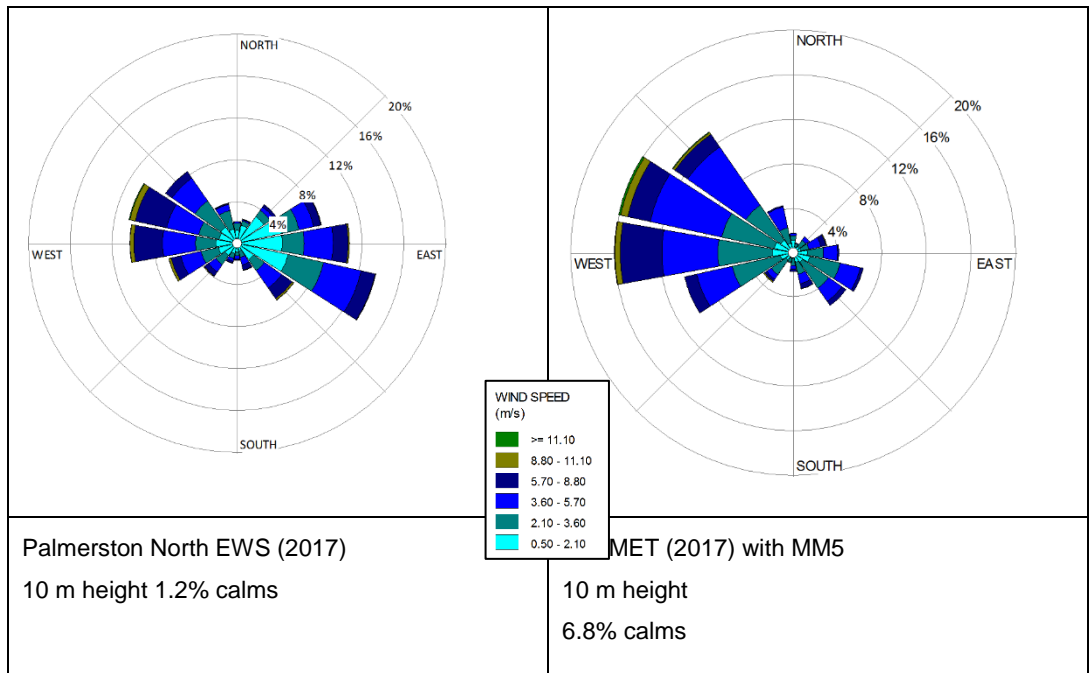 NORTH
20%
16%
12%
8%
4%
WEST
EAST
SOUTH
NORTH
20%
16%
12%
8%
4%
WEST
EAST
SOUTH
WIND SPEED
(m/s)
>= 11.10
8.80 - 11.10
5.70 - 8.80
3.60 - 5.70
2.10 - 3.60
0.50 - 2.10
Palmerston North EWS (2017)
10 m height 1.2% calms
MET (2017) with MM5
10 m height
6.8% calms